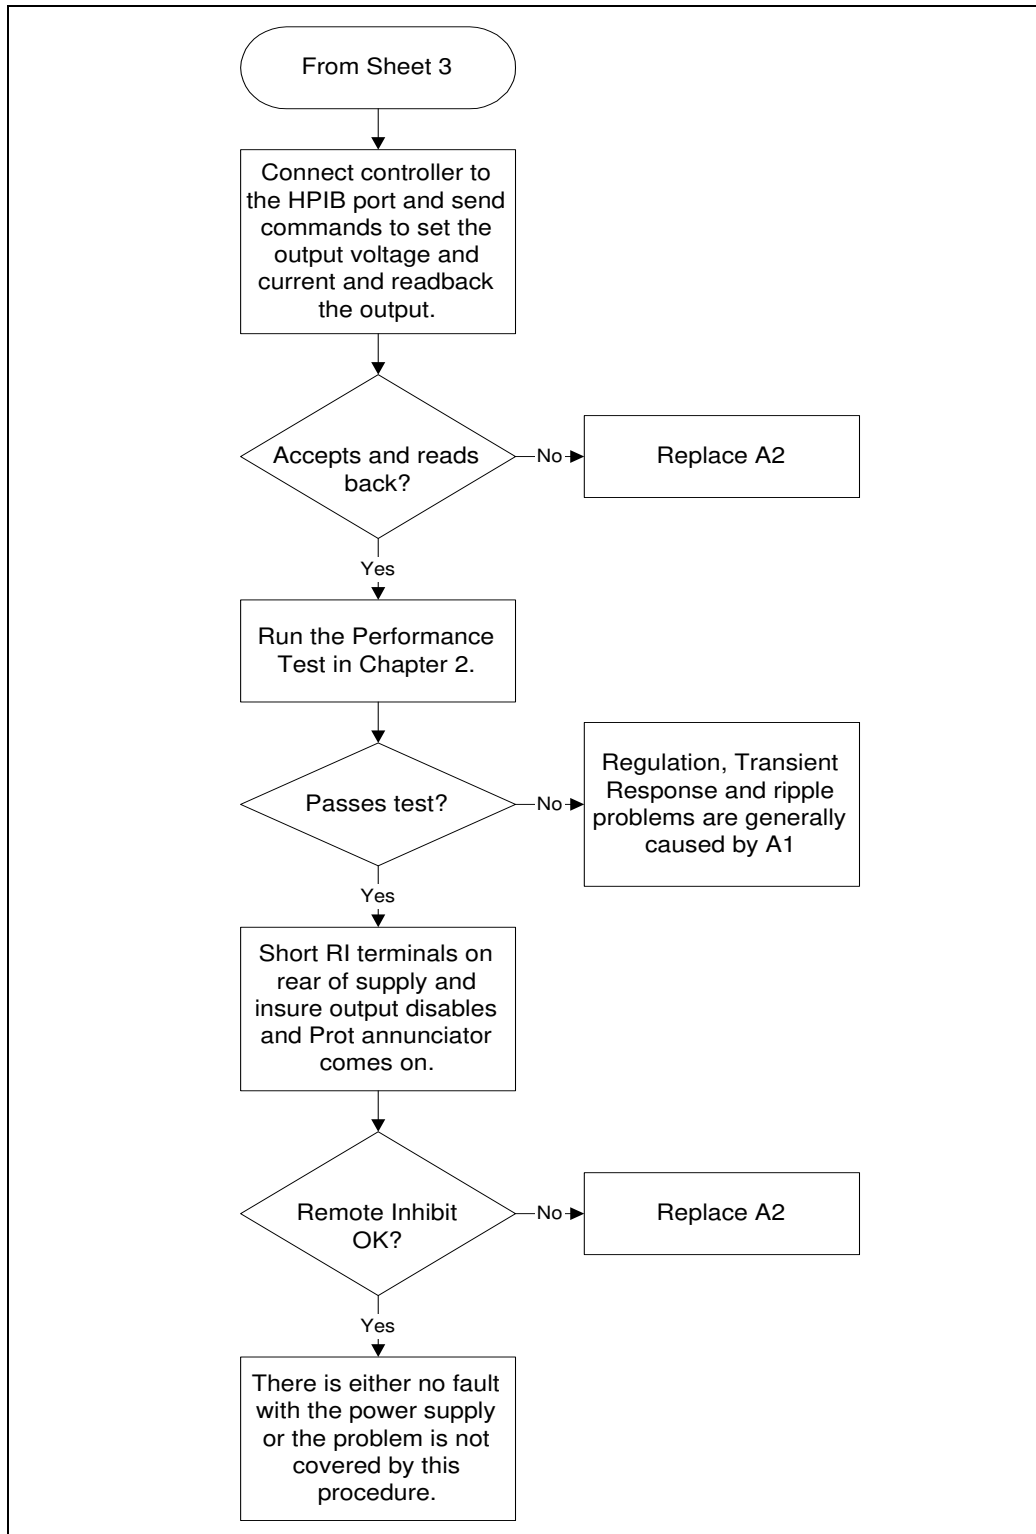 From Sheet 3
Connect controller to
the HPIB port and send
commands to set the
output voltage and
current and readback
the output.
Accepts and reads
back?
No
Replace A2
Yes
Run the Performance
Test in Chapter 2.
Passes test?
No
Regulation, Transient
Response and ripple
problems are generally
caused by A1
Yes
Short RI terminals on
rear of supply and
insure output disables
and Prot annunciator
comes on.
Remote Inhibit
OK?
No
Replace A2
Yes
There is either no fault
with the power supply
or the problem is not
covered by this
procedure.